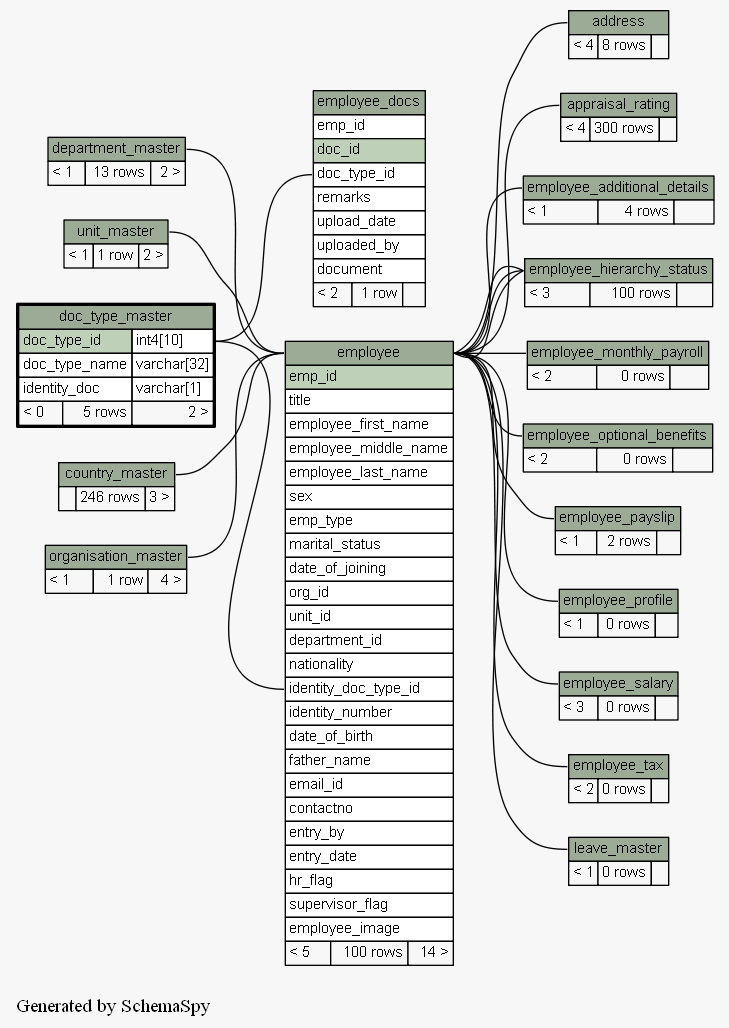 address
< 4 8 rows
employee_docs
emp_id
doc_id
doc_type_id
remarks
upload_date
uploaded_by
document
< 2 1 row
appraisal_rating
< 4 300 rows
department_master
< 1 13 rows 2 >
employee_additional_details
< 1 4 rows
unit_master
< 1 1 row 2 >
employee_hierarchy_status
< 3 100 rows
doc_type_master
doc_type_id int4[10]
doc_type_name varchar[32]
identity_doc varchar[1]
< 0 5 rows 2 >
employee
emp_id
title
employee_first_name
employee_middle_name
employee_last_name
sex
emp_type
marital_status
date_of_joining
org_id
unit_id
department_id
nationality
identity_doc_type_id
identity_number
date_of_birth
father_name
email_id
contactno
entry_by
entry_date
hr_flag
supervisor_flag
employee_image
< 5 100 rows 14 >
employee_monthly_payroll
< 2 0 rows
employee_optional_benefits
< 2 0 rows
country_master
246 rows 3 >
employee_payslip
< 1 2 rows
organisation_master
< 1 1 row 4 >
employee_profile
< 1 0 rows
employee_salary
< 3 0 rows
employee_tax
< 2 0 rows
leave_master
< 1 0 rows
Generated by SchemaSpy